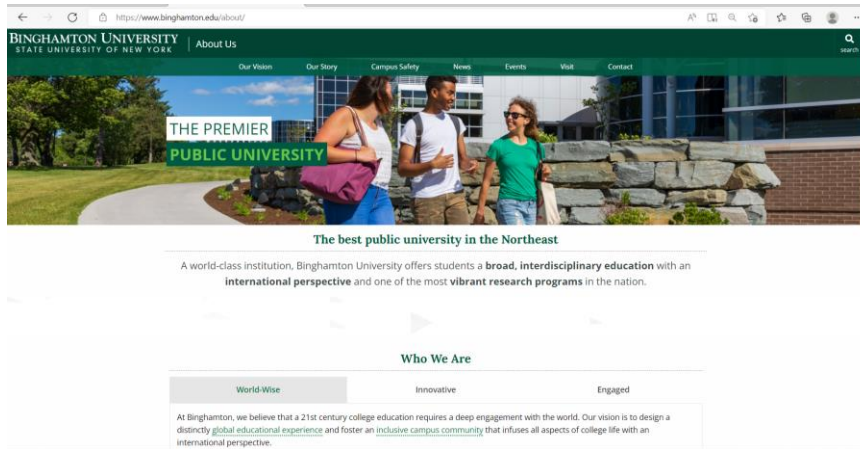 https://www.binghamton.edu/about/
BINGHAMTON UNIVERSITY
STATE UNIVERSITY OF NEW YORK
About Us
search
Our Vision Our Story Campus Safety News Events Visit Contact
THE PREMIER
PUBLIC UNIVERSITY
The best public university in the Northeast
A world-class institution, Binghamton University offers students a broad, interdisciplinary education with an
international perspective and one of the most vibrant research programs in the nation.
Who We Are
World-Wise Innovative Engaged
At Binghamton, we believe that a 21st century college education requires a deep engagement with the world. Our vision is to design a
distinctly global educational experience and foster an inclusive campus community that infuses all aspects of college life with an
international perspective.